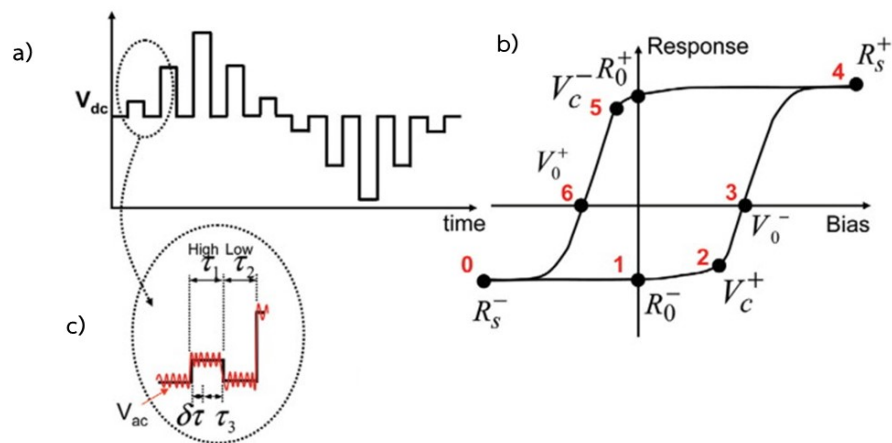 a)
V_dc
time
b)
Response
Bias
0
R_s^-
1
R_0^-
2
V_c^+
3
V_0^-
4
R_s^+
5
V_c^-
R_0^+
6
V_0^+
c)
High Low
τ_1 τ_2
V_ac
δτ τ_3